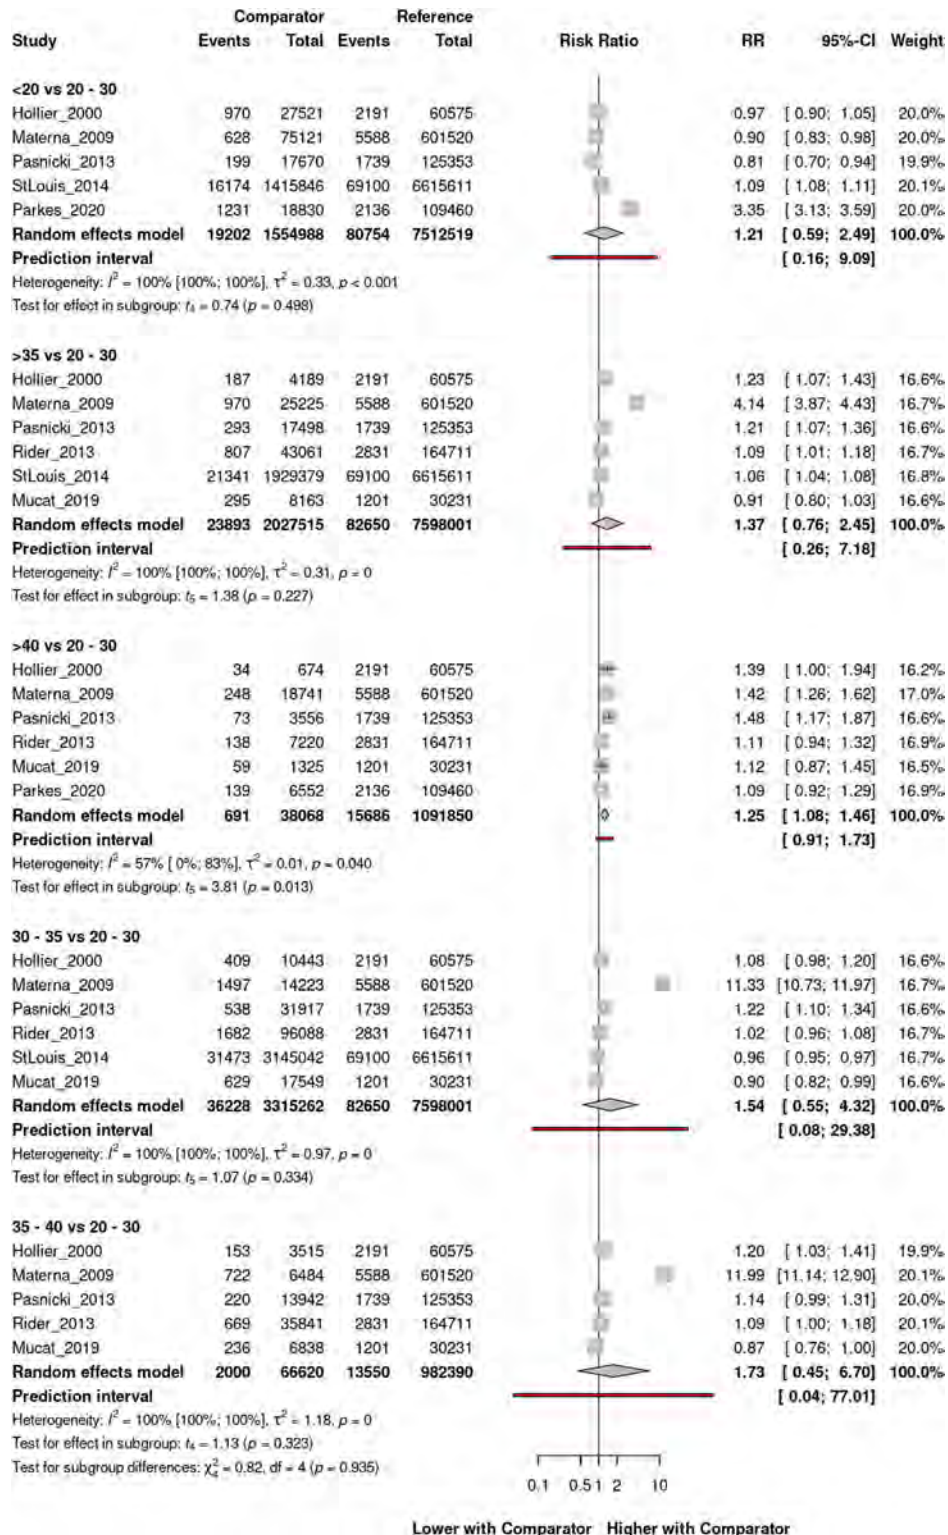 Comparator Reference
Study Events Total Events Total Risk Ratio RR 95%-CI Weight
<20 vs 20 - 30
Hollier_2000 970 27521 2191 60575 0.97 [ 0.90; 1.05] 20.0%
Materna_2009 628 75121 5588 601520 0.90 [ 0.83; 0.98] 20.0%
Pasnicki_2013 199 17670 1739 125353 0.81 [ 0.70; 0.94] 19.9%
StLouis_2014 16174 1415846 69100 6615611 1.09 [ 1.08; 1.11] 20.1%
Parkes_2020 1231 18830 2136 109460 3.35 [ 3.13; 3.59] 20.0%
Random effects model 19202 1554988 80754 7512519 1.21 [ 0.59; 2.49] 100.0%
Prediction interval [ 0.16; 9.09]
Heterogeneity: I² = 100% [100%; 100%], τ² = 0.33, p < 0.001
Test for effect in subgroup: t₄ = 0.74 (p = 0.498)
>35 vs 20 - 30
Hollier_2000 187 4189 2191 60575 1.23 [ 1.07; 1.43] 16.6%
Materna_2009 970 25225 5588 601520 4.14 [ 3.87; 4.43] 16.7%
Pasnicki_2013 293 17498 1739 125353 1.21 [ 1.07; 1.36] 16.6%
Rider_2013 807 43061 2831 164711 1.09 [ 1.01; 1.18] 16.7%
StLouis_2014 21341 1929379 69100 6615611 1.06 [ 1.04; 1.08] 16.8%
Mucat_2019 295 8163 1201 30231 0.91 [ 0.80; 1.03] 16.6%
Random effects model 23893 2027515 82650 7598001 1.37 [ 0.76; 2.45] 100.0%
Prediction interval [ 0.26; 7.18]
Heterogeneity: I² = 100% [100%; 100%], τ² = 0.31, p = 0
Test for effect in subgroup: t₅ = 1.38 (p = 0.227)
>40 vs 20 - 30
Hollier_2000 34 674 2191 60575 1.39 [ 1.00; 1.94] 16.2%
Materna_2009 248 18741 5588 601520 1.42 [ 1.26; 1.62] 17.0%
Pasnicki_2013 73 3556 1739 125353 1.48 [ 1.17; 1.87] 16.6%
Rider_2013 138 7220 2831 164711 1.11 [ 0.94; 1.32] 16.9%
Mucat_2019 59 1325 1201 30231 1.12 [ 0.87; 1.45] 16.5%
Parkes_2020 139 6552 2136 109460 1.09 [ 0.92; 1.29] 16.9%
Random effects model 691 38068 15686 1091850 1.25 [ 1.08; 1.46] 100.0%
Prediction interval [ 0.91; 1.73]
Heterogeneity: I² = 57% [ 0%; 83%], τ² = 0.01, p = 0.040
Test for effect in subgroup: t₅ = 3.81 (p = 0.013)
30 - 35 vs 20 - 30
Hollier_2000 409 10443 2191 60575 1.08 [ 0.98; 1.20] 16.6%
Materna_2009 1497 14223 5588 601520 11.33 [10.73; 11.97] 16.7%
Pasnicki_2013 538 31917 1739 125353 1.22 [ 1.10; 1.34] 16.6%
Rider_2013 1682 96088 2831 164711 1.02 [ 0.96; 1.08] 16.7%
StLouis_2014 31473 3145042 69100 6615611 0.96 [ 0.95; 0.97] 16.7%
Mucat_2019 629 17549 1201 30231 0.90 [ 0.82; 0.99] 16.6%
Random effects model 36228 3315262 82650 7598001 1.54 [ 0.55; 4.32] 100.0%
Prediction interval [ 0.08; 29.38]
Heterogeneity: I² = 100% [100%; 100%], τ² = 0.97, p = 0
Test for effect in subgroup: t₅ = 1.07 (p = 0.334)
35 - 40 vs 20 - 30
Hollier_2000 153 3515 2191 60575 1.20 [ 1.03; 1.41] 19.9%
Materna_2009 722 6484 5588 601520 11.99 [11.14; 12.90] 20.1%
Pasnicki_2013 220 13942 1739 125353 1.14 [ 0.99; 1.31] 20.0%
Rider_2013 669 35841 2831 164711 1.09 [ 1.00; 1.18] 20.1%
Mucat_2019 236 6838 1201 30231 0.87 [ 0.76; 1.00] 20.0%
Random effects model 2000 66620 13550 982390 1.73 [ 0.45; 6.70] 100.0%
Prediction interval [ 0.04; 77.01]
Heterogeneity: I² = 100% [100%; 100%], τ² = 1.18, p = 0
Test for effect in subgroup: t₄ = 1.13 (p = 0.323)
Test for subgroup differences: χ²₄ = 0.82, df = 4 (p = 0.935)
0.1 0.5 1 2 10
Lower with Comparator Higher with Comparator